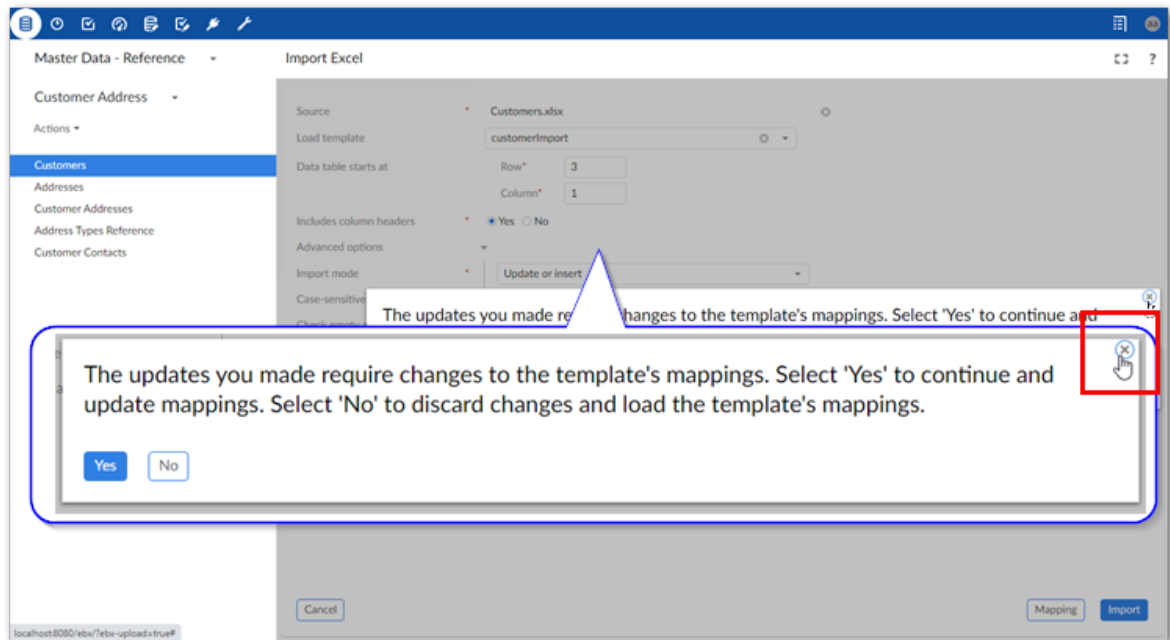 Master Data - Reference
Import Excel
?
Customer Address
Actions
Source * Customers.xlsx
Load template customerImport
Customers
Data table starts at Row* 3
Addresses
Column* 1
Customer Addresses
Address Types Reference
Includes column headers * Yes No
Customer Contacts
Advanced options
Import mode * Update or insert
Case-sensitive
The updates you made re hanges to the template's mappings. Select 'Yes' to continue and
Check empty
The updates you made require changes to the template's mappings. Select 'Yes' to continue and
update mappings. Select 'No' to discard changes and load the template's mappings.
Yes No
Cancel Mapping Import
localhost:8080/ebx/?ebx-upload=true#